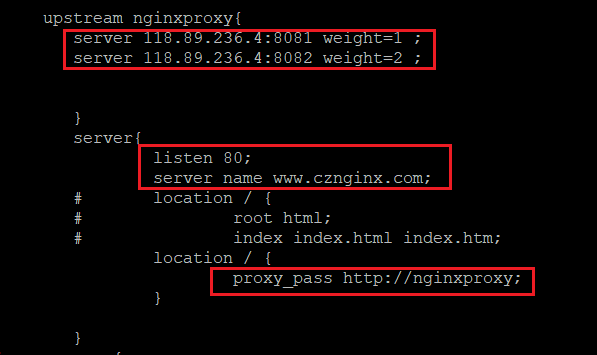 upstream nginxproxy{
server 118.89.236.4:8081 weight=1 ;
server 118.89.236.4:8082 weight=2 ;
}
server{
listen 80;
server name www.cznginx.com;
# location / {
# root html;
# index index.html index.htm;
location / {
proxy_pass http://nginxproxy;
}
}